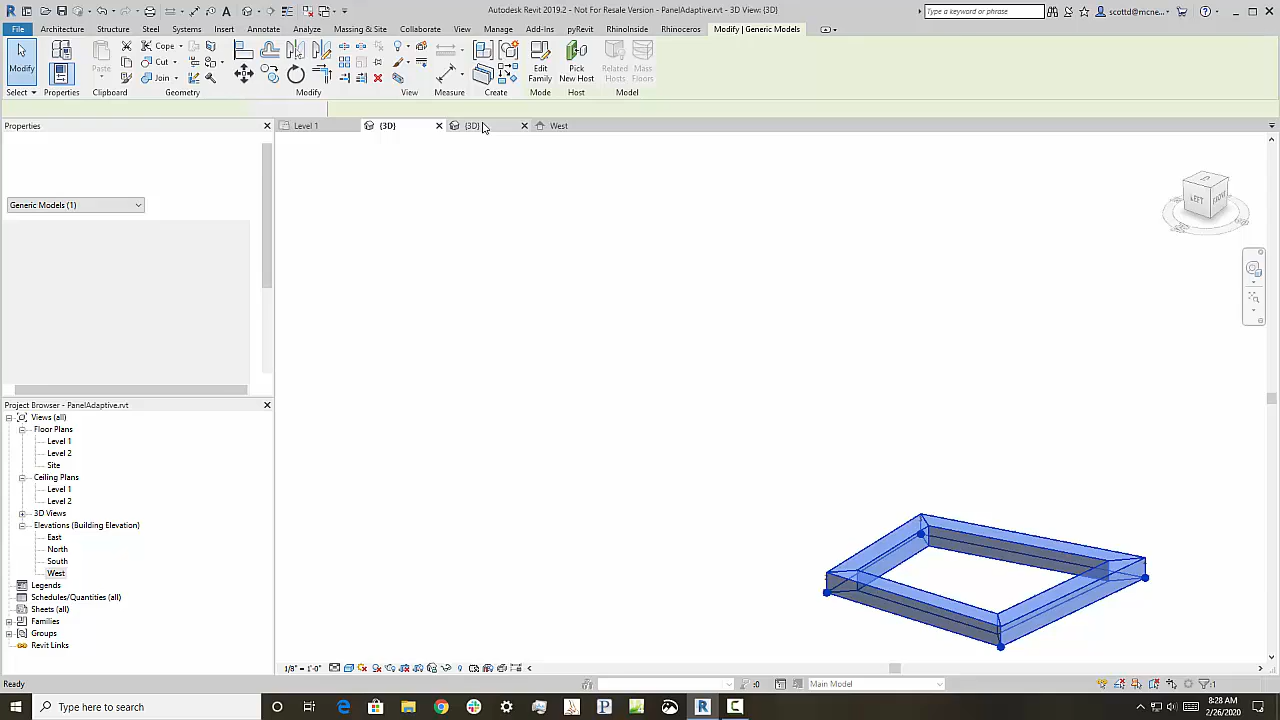 Autodesk Revit 2019.2 - Not For Resale Version - PanelAdaptive.rvt - 3D View: {3D}
Type a keyword or phrase
scottd@mcne...
File Architecture Structure Steel Systems Insert Annotate Analyze Massing & Site Collaborate View Manage Add-Ins pyRevit RhinoInside Rhinoceros Modify | Generic Models
Modify
Properties
Paste
Cope
Cut
Join
Edit Family
Pick New Host
Related Hosts
Mass Floors
Select Properties Clipboard Geometry Modify View Measure Create Mode Host Model
Properties
Level 1 {3D} {3D} West
Generic Models (1)
Project Browser - PanelAdaptive.rvt
Views (all)
Floor Plans
Level 1
Level 2
Site
Ceiling Plans
Level 1
Level 2
3D Views
Elevations (Building Elevation)
East
North
South
West
Legends
Schedules/Quantities (all)
Sheets (all)
Families
Groups
Revit Links
LEFT
1/8" = 1'-0"
Ready
:0
Main Model
:1
Type here to search
8:28 AM
2/26/2020